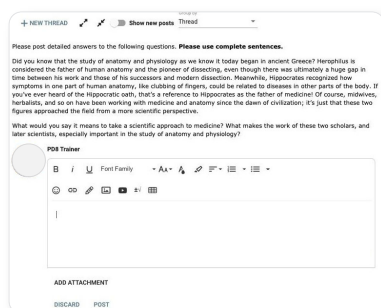 Group By
+ NEW THREAD Show new posts Thread
Please post detailed answers to the following questions. Please use complete sentences.
Did you know that the study of anatomy and physiology as we know it today began in ancient Greece? Herophilus is
considered the father of human anatomy and the pioneer of dissecting, even though there was ultimately a huge gap in
time between his work and those of his successors and modern dissection. Meanwhile, Hippocrates recognized how
symptoms in one part of human anatomy, like clubbing of fingers, could be related to diseases in other parts of the body. If
you've ever heard of the Hippocratic oath, that's a reference to Hippocrates as the father of medicine! Of course, midwives,
herbalists, and so on have been working with medicine and anatomy since the dawn of civilization; it's just that these two
figures approached the field from a more scientific perspective.
What would you say it means to take a scientific approach to medicine? What makes the work of these two scholars, and
later scientists, especially important in the study of anatomy and physiology?
PD8 Trainer
B i U Font Family AA
±√
ADD ATTACHMENT
DISCARD POST